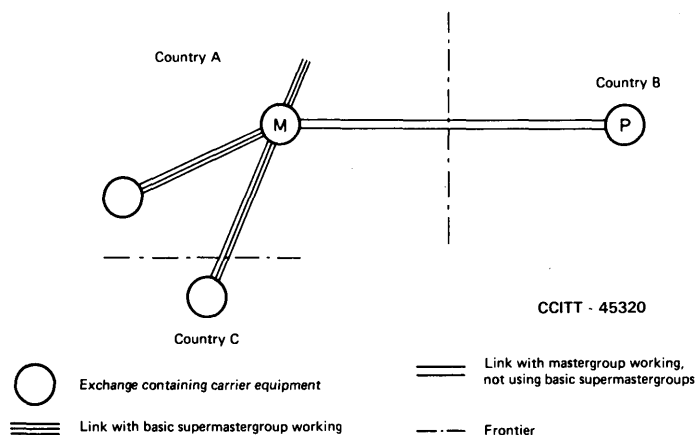 Country A
Country B
M
P
CCITT - 45320
Country C
Link with mastergroup working,
not using basic supermastergroups
Exchange containing carrier equipment
Link with basic supermastergroup working
Frontier